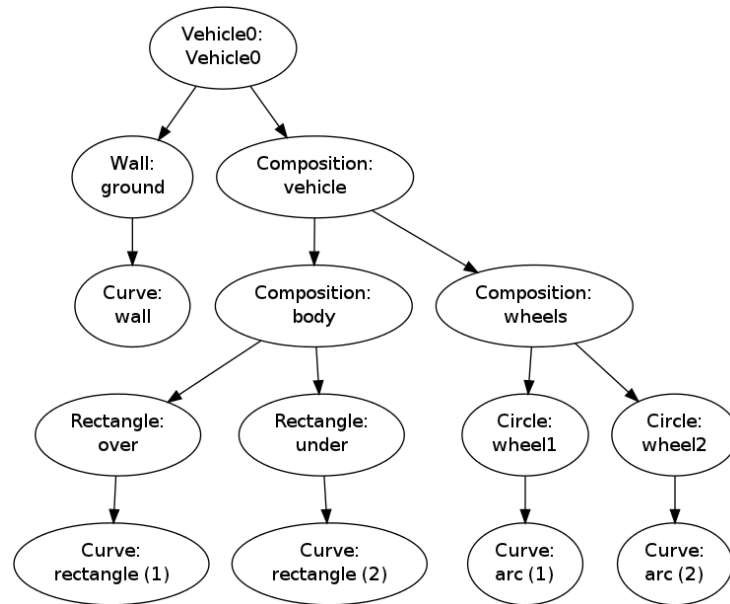 Vehicle0:
Vehicle0
Wall:
ground
Composition:
vehicle
Curve:
wall
Composition:
body
Composition:
wheels
Rectangle:
over
Rectangle:
under
Circle:
wheel1
Circle:
wheel2
Curve:
rectangle (1)
Curve:
rectangle (2)
Curve:
arc (1)
Curve:
arc (2)